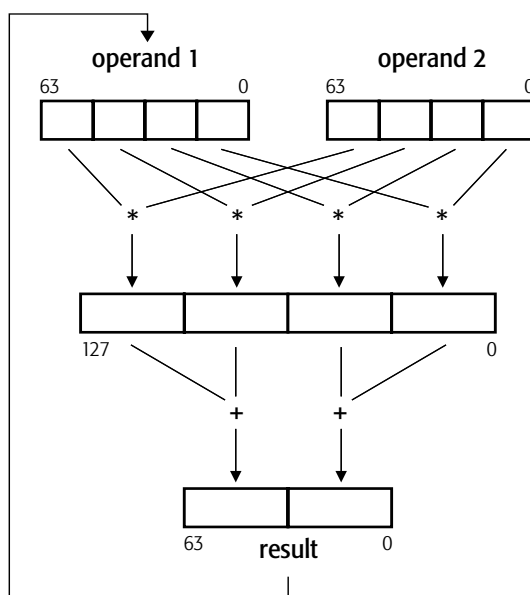 operand 1 operand 2
63 0 63 0
* * * *
127 0
+ +
63 result 0